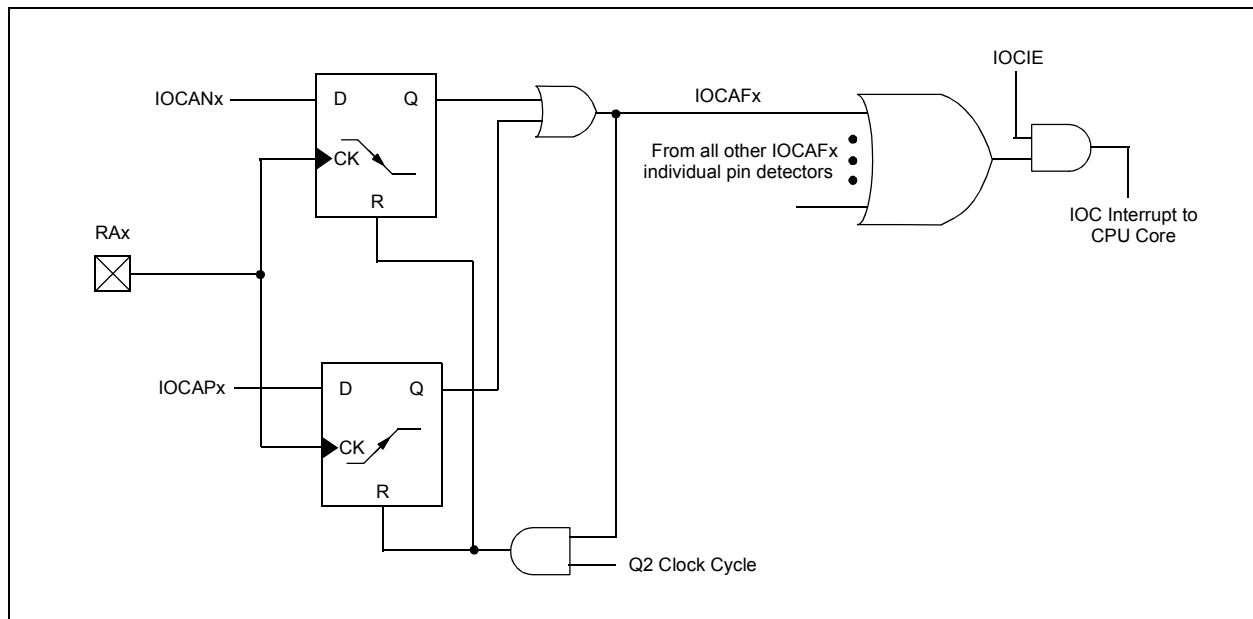 IOCIE
IOCANx
D
Q
IOCAFx
CK
From all other IOCAFx
individual pin detectors
R
IOC Interrupt to
CPU Core
RAx
IOCAPx
D
Q
CK
R
Q2 Clock Cycle